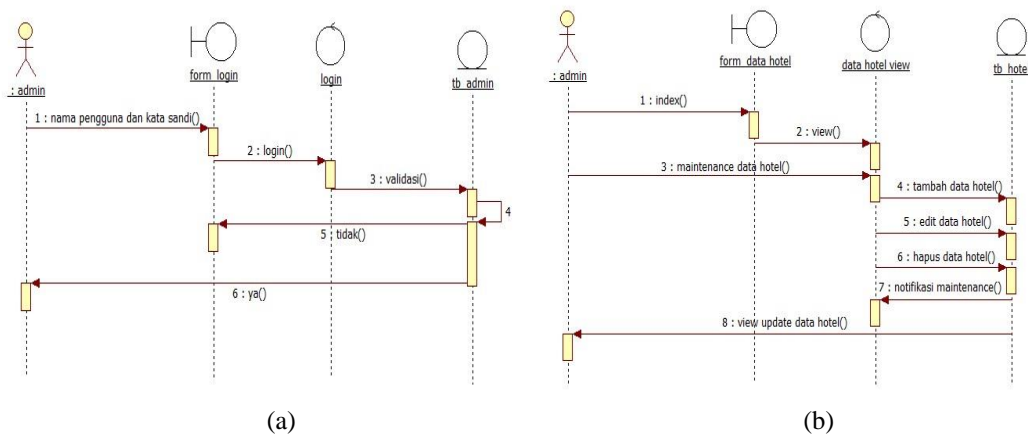 : admin
form_login
login
tb_admin
1 : nama pengguna dan kata sandi()
2 : login()
3 : validasi()
4
5 : tidak()
6 : ya()
(a)
: admin
form_data hotel
data hotel view
tb_hote
1 : index()
2 : view()
3 : maintenance data hotel()
4 : tambah data hotel()
5 : edit data hotel()
6 : hapus data hotel()
7 : notifikasi maintenance()
8 : view update data hotel()
(b)